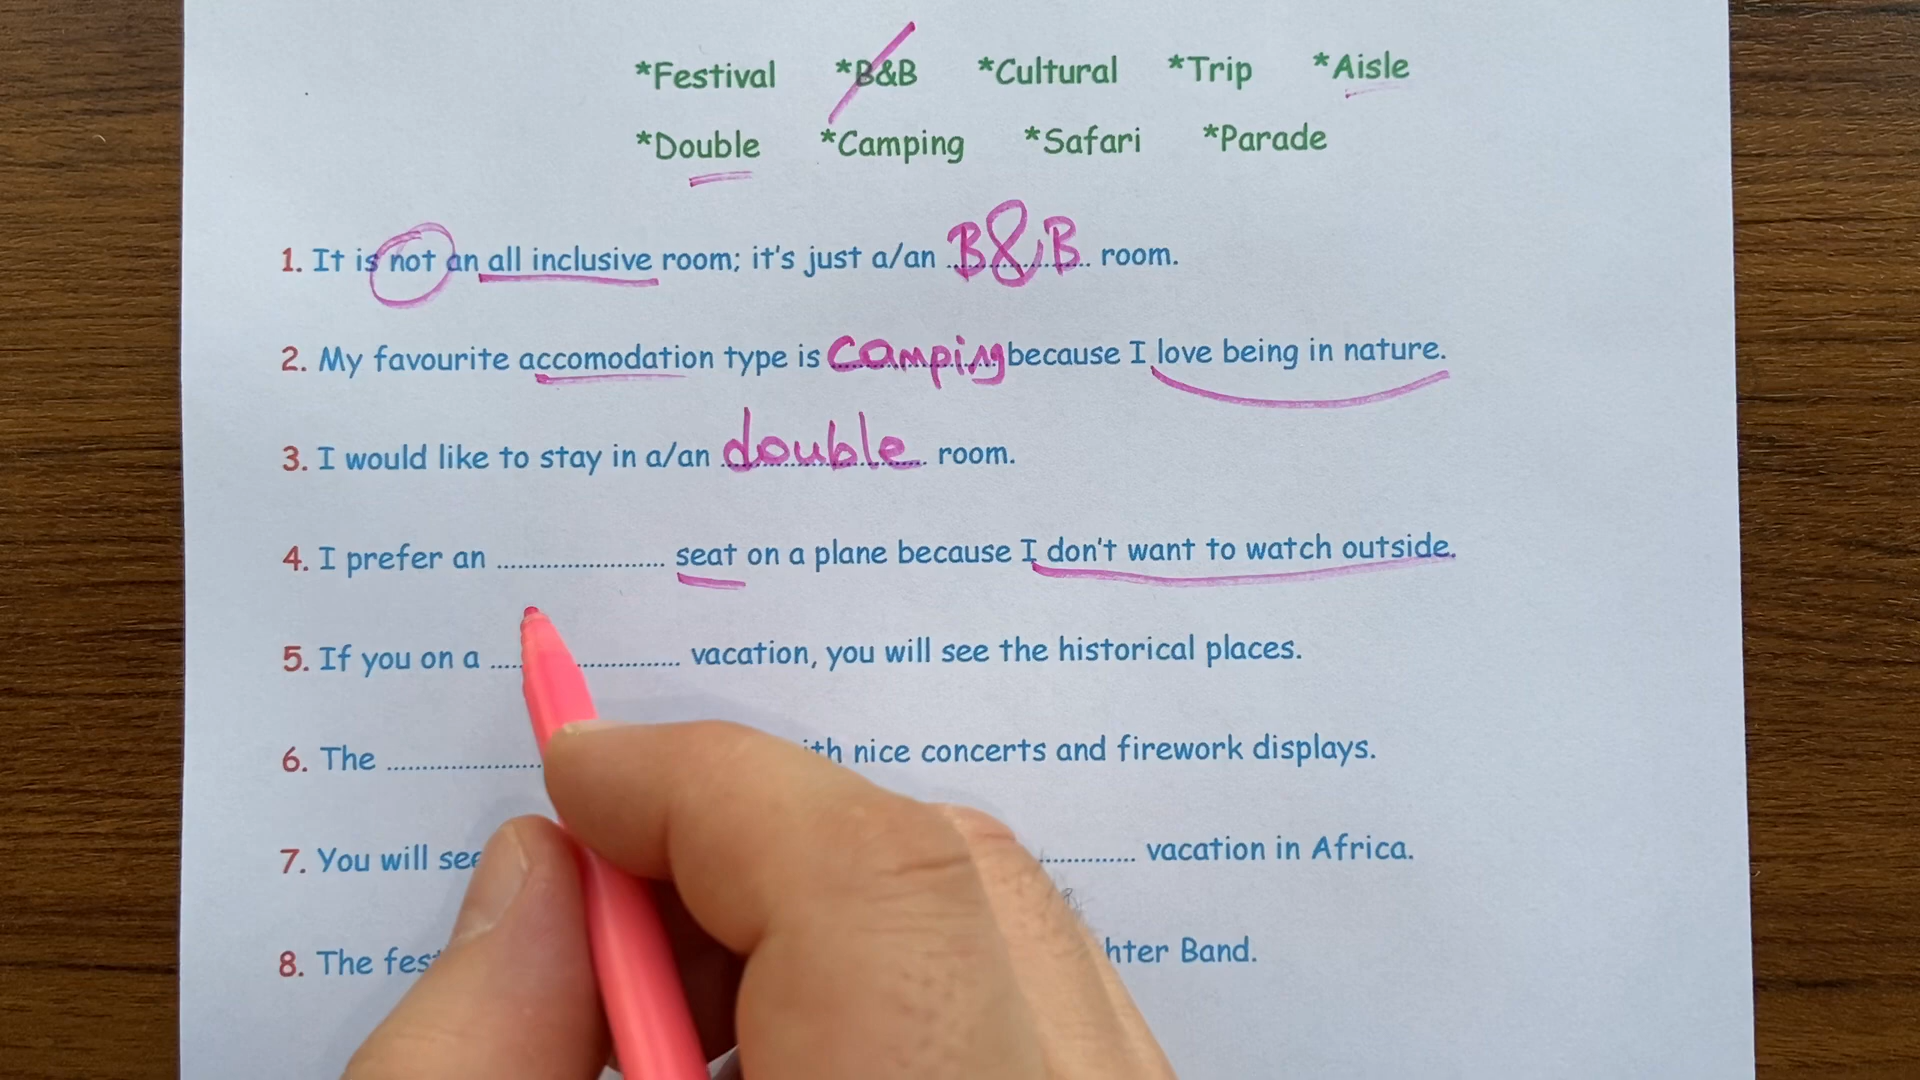 *Festival *B&B *Cultural *Trip *Aisle
*Double *Camping *Safari *Parade
1. It is not an all inclusive room; it's just a/an B&B room.
2. My favourite accomodation type is camping because I love being in nature.
3. I would like to stay in a/an double room.
4. I prefer an ..................... seat on a plane because I don't want to watch outside.
5. If you on a ..................... vacation, you will see the historical places.
6. The ..................... nice concerts and firework displays.
7. You will ............ vacation in Africa.
8. The Band.